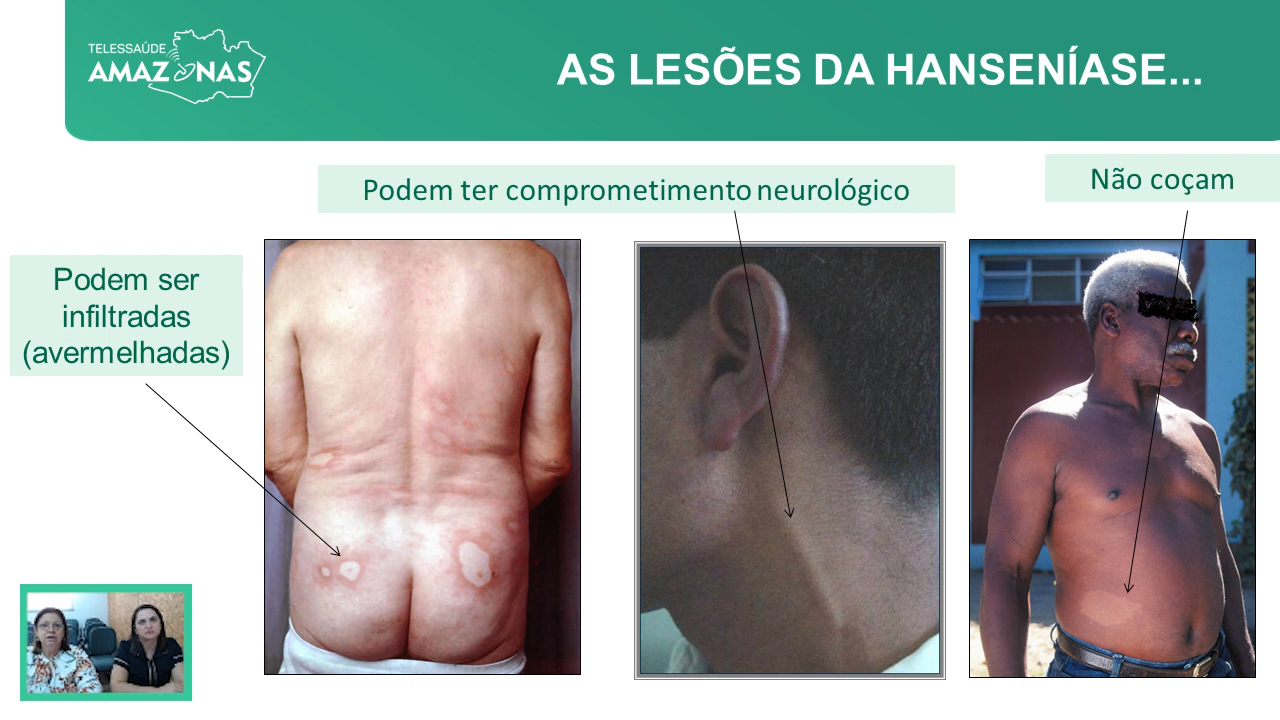 TELESSAÚDE
AMAZONAS
AS LESÕES DA HANSENÍASE...
Podem ter comprometimento neurológico
Não coçam
Podem ser
infiltradas
(avermelhadas)